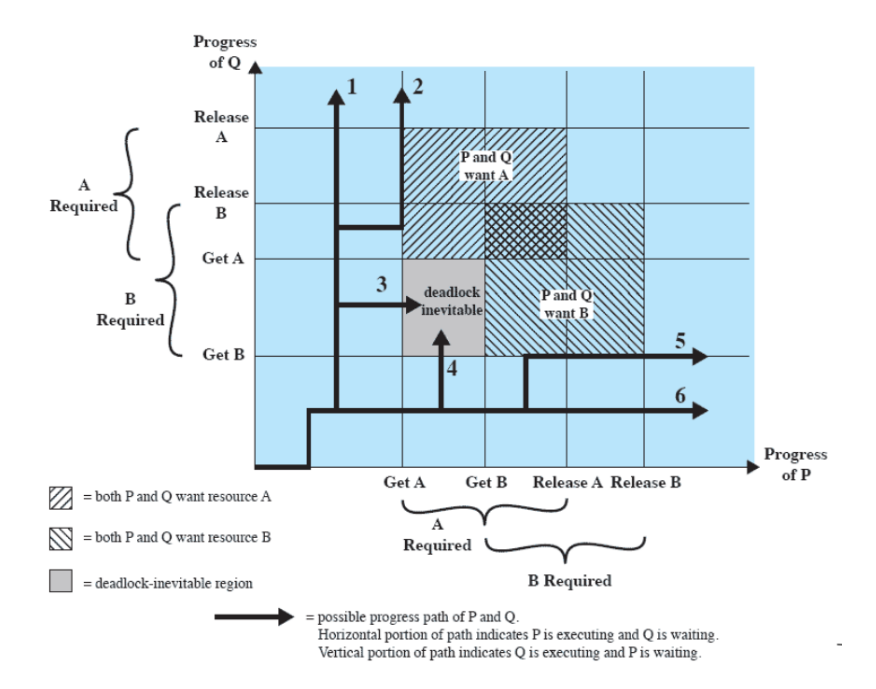 Progress
of Q
1
2
Release
A
P and Q
want A
A
Required
Release
B
Get A
3
deadlock
inevitable
B
Required
P and Q
want B
Get B
4
5
6
Progress
of P
Get A
Get B
Release A
Release B
= both P and Q want resource A
A
Required
= both P and Q want resource B
B Required
= deadlock-inevitable region
= possible progress path of P and Q.
Horizontal portion of path indicates P is executing and Q is waiting.
Vertical portion of path indicates Q is executing and P is waiting.